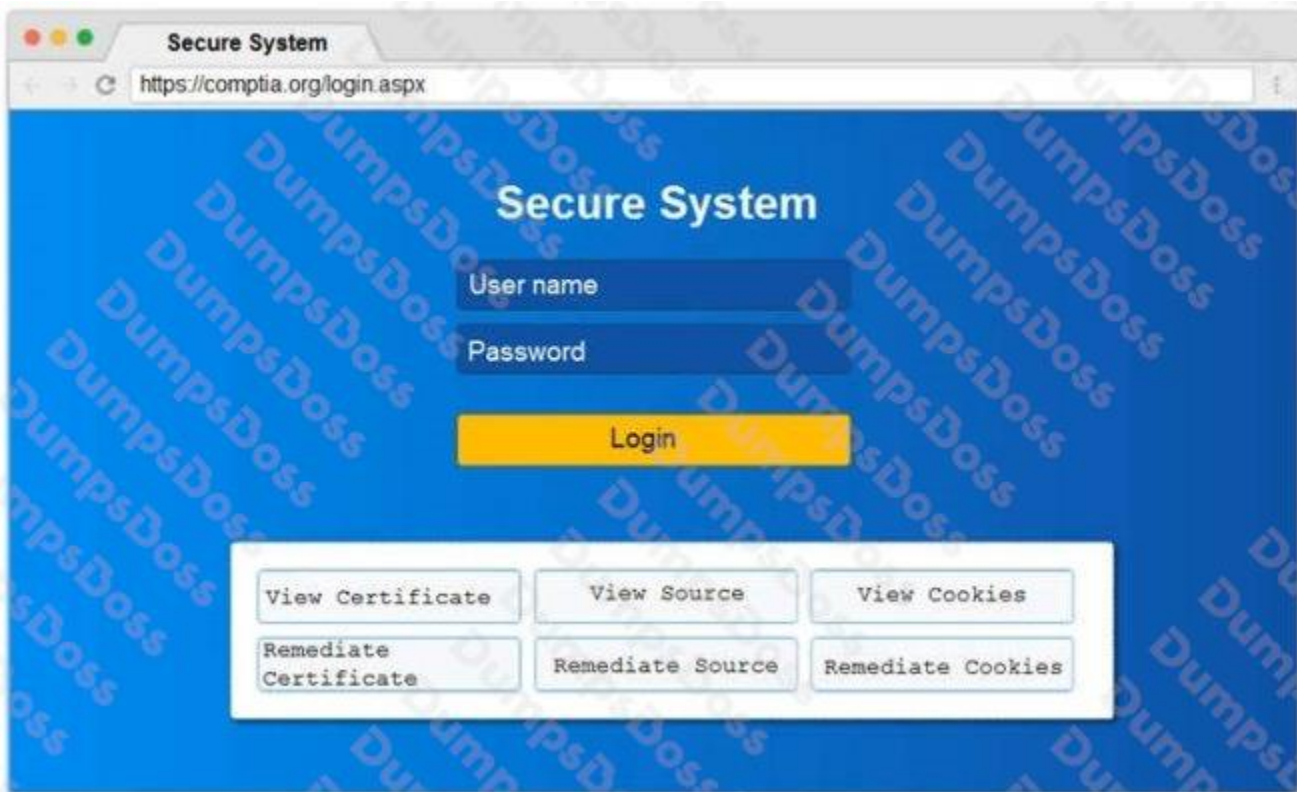 Secure System
https://comptia.org/login.aspx
Secure System
User name
Password
Login
View Certificate
View Source
View Cookies
Remediate
Certificate
Remediate Source
Remediate Cookies
DumpsDoss